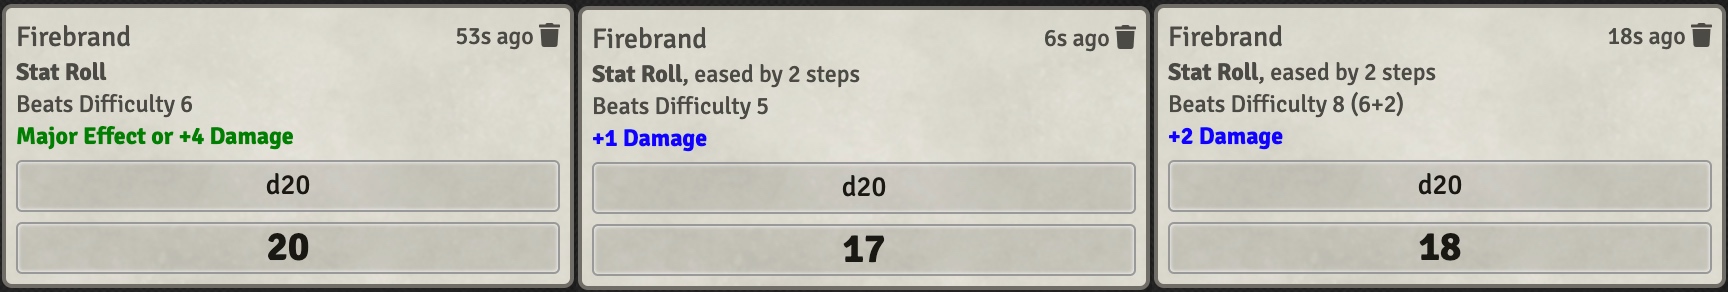 Firebrand 53s ago
Stat Roll
Beats Difficulty 6
Major Effect or +4 Damage
d20
20
Firebrand 6s ago
Stat Roll, eased by 2 steps
Beats Difficulty 5
+1 Damage
d20
17
Firebrand 18s ago
Stat Roll, eased by 2 steps
Beats Difficulty 8 (6+2)
+2 Damage
d20
18